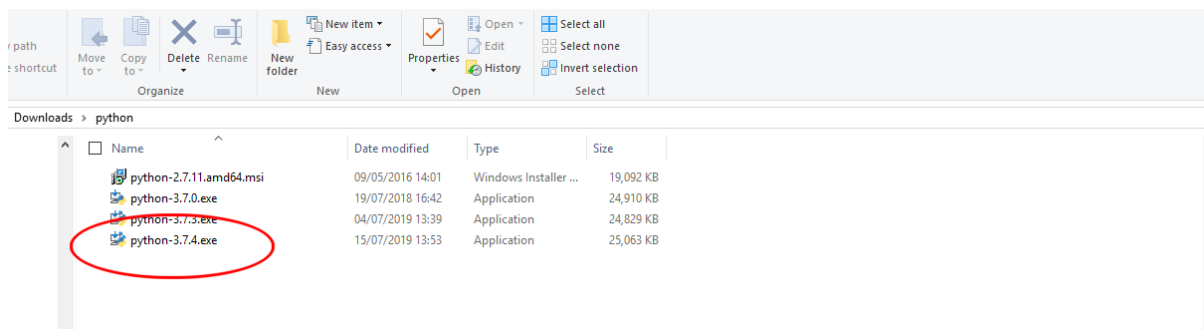 New item
Open
Select all
y path
Easy access
Edit
Select none
e shortcut
Move to
Copy to
Delete
Rename
New folder
Properties
History
Invert selection
Organize
New
Open
Select
Downloads > python
Name Date modified Type Size
python-2.7.11.amd64.msi 09/05/2016 14:01 Windows Installer ... 19,092 KB
python-3.7.0.exe 19/07/2018 16:42 Application 24,910 KB
python-3.7.3.exe 04/07/2019 13:39 Application 24,829 KB
python-3.7.4.exe 15/07/2019 13:53 Application 25,063 KB